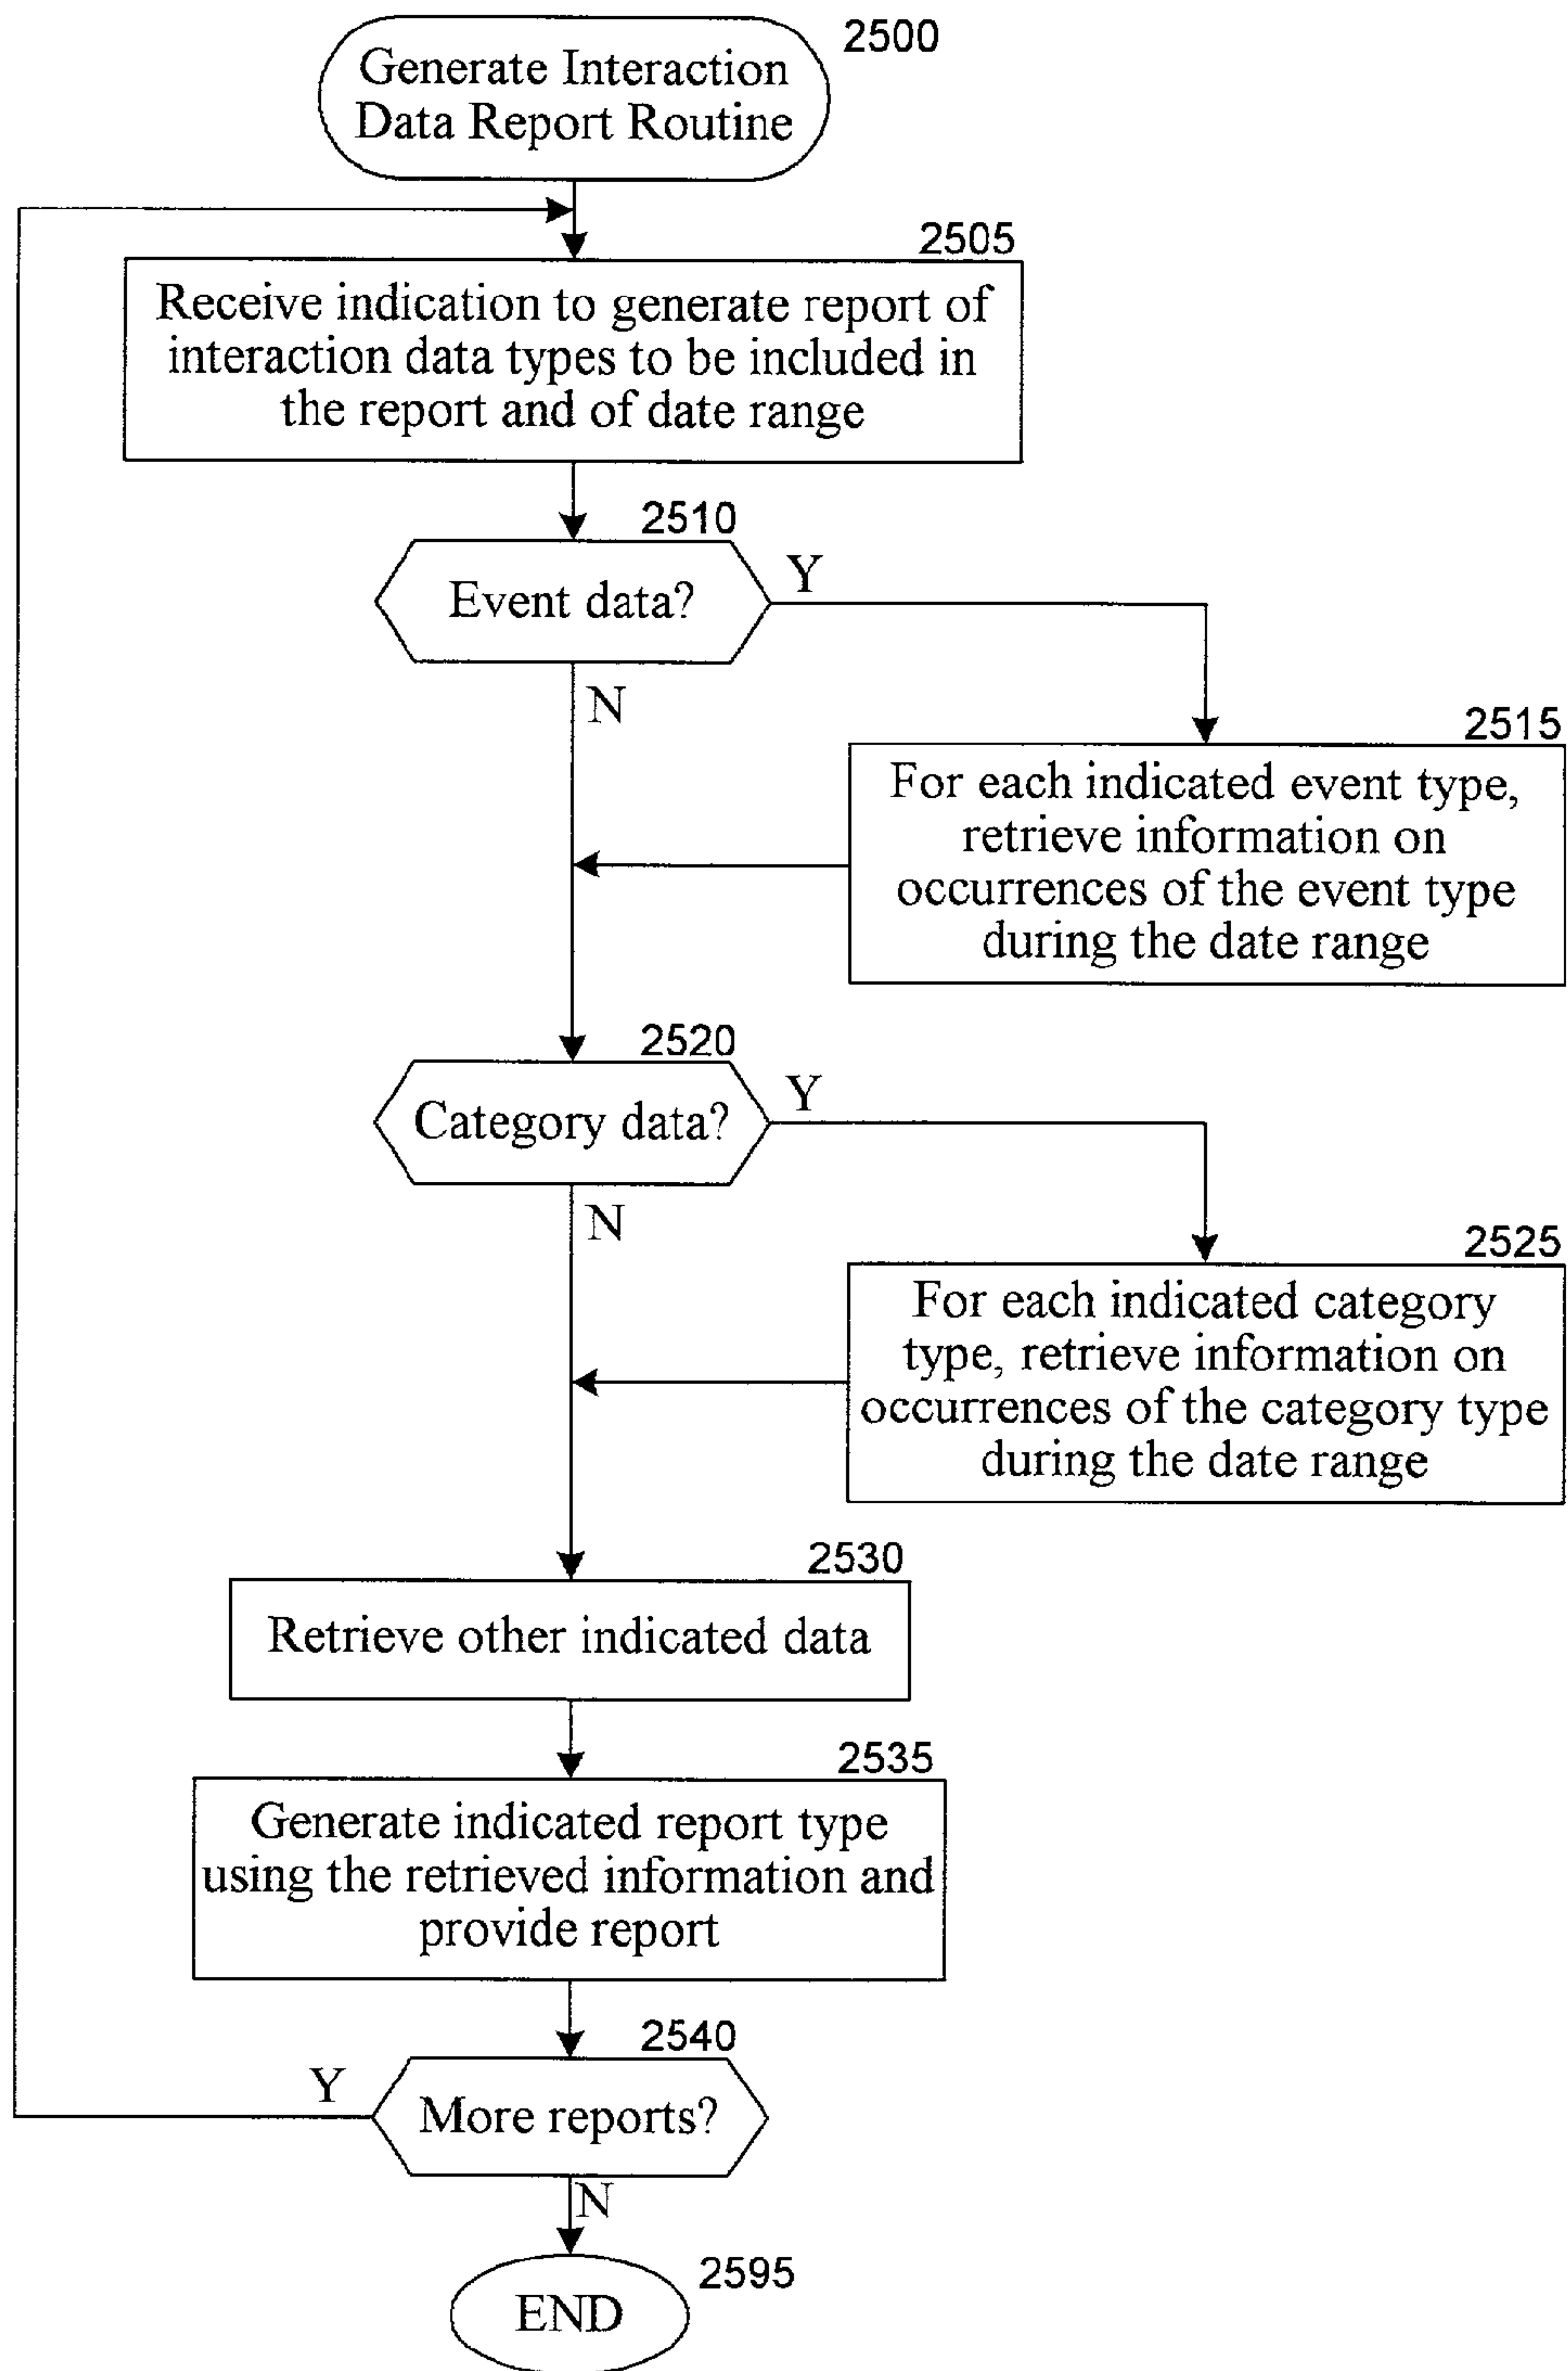 2500
Generate Interaction
Data Report Routine
2505
Receive indication to generate report of
interaction data types to be included in
the report and of date range
2510
Event data?
Y
N
2515
For each indicated event type,
retrieve information on
occurrences of the event type
during the date range
2520
Category data?
Y
N
2525
For each indicated category
type, retrieve information on
occurrences of the category type
during the date range
2530
Retrieve other indicated data
2535
Generate indicated report type
using the retrieved information and
provide report
2540
Y
More reports?
N
2595
END